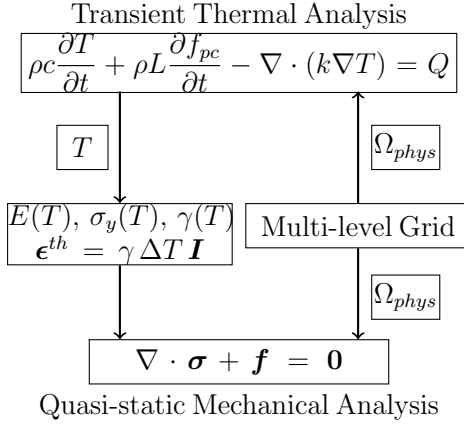 Transient Thermal Analysis
ρc ∂T/∂t + ρL ∂f_pc/∂t − ∇ · (k∇T) = Q
T
Ω_phys
E(T), σ_y(T), γ(T)
ϵ^th = γ ΔT I
Multi-level Grid
Ω_phys
∇ · σ + f = 0
Quasi-static Mechanical Analysis